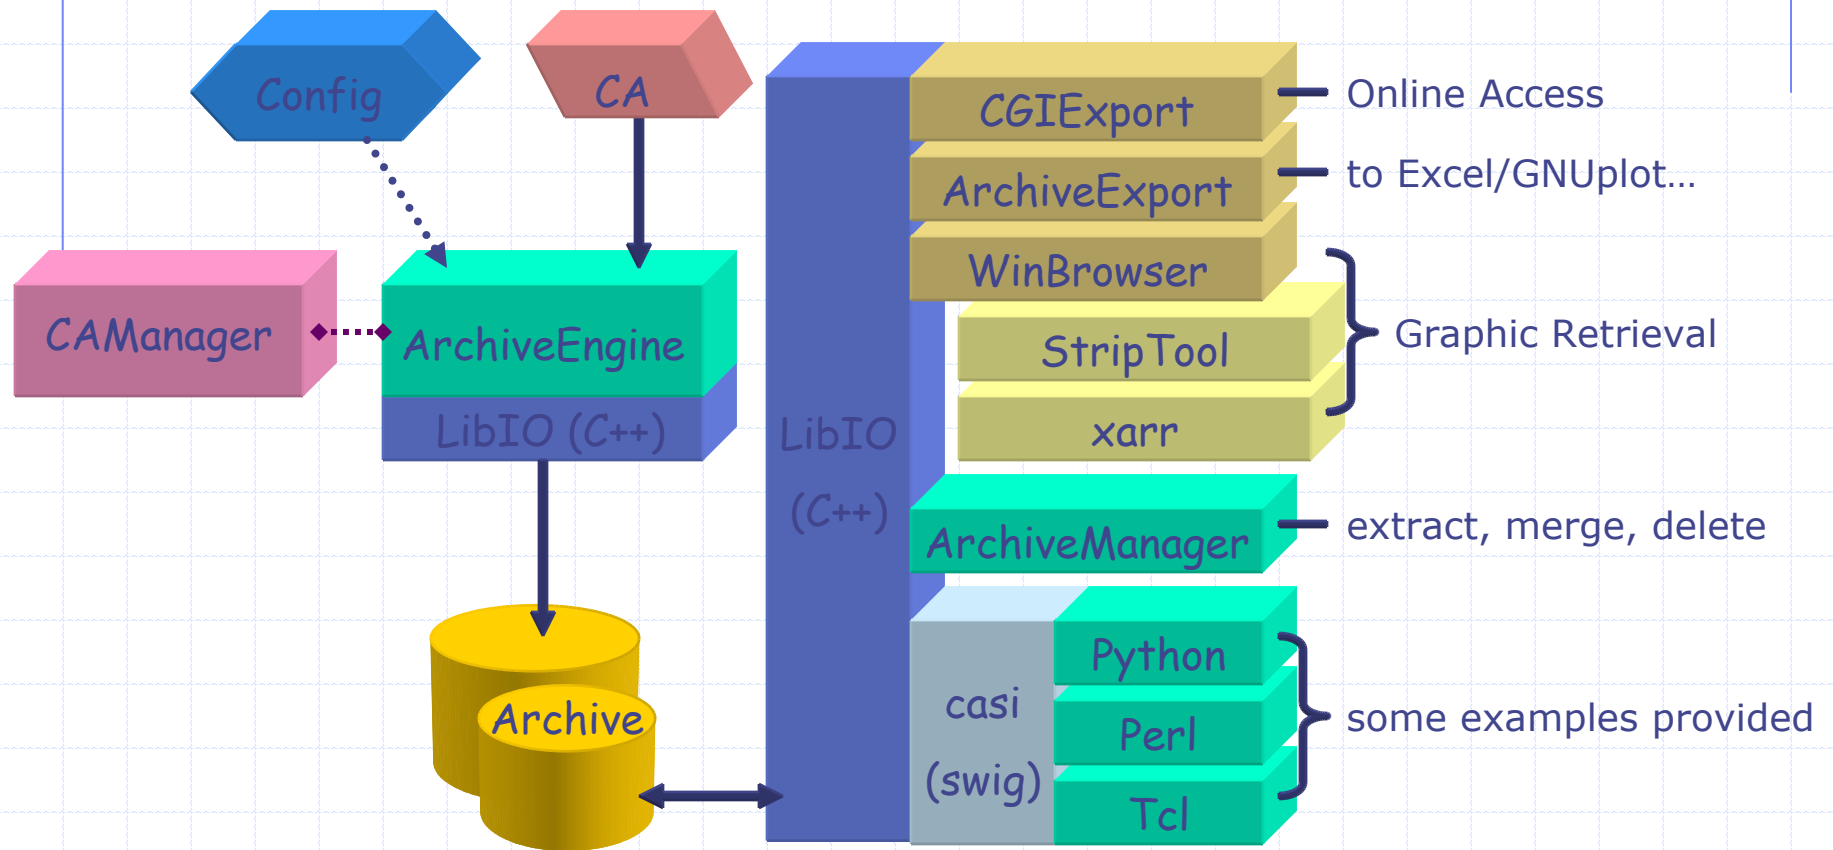 Config
CA
CAManager
ArchiveEngine
LibIO (C++)
Archive
LibIO
(C++)
CGIExport
Online Access
ArchiveExport
to Excel/GNUplot…
WinBrowser
StripTool
xarr
Graphic Retrieval
ArchiveManager
extract, merge, delete
casi
(swig)
Python
Perl
Tcl
some examples provided